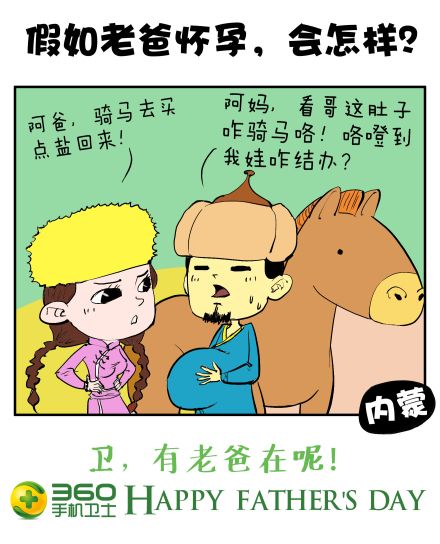 假如老爸怀孕，会怎样？
阿爸，骑马去买
点盐回来！
阿妈，看哥这肚子
咋骑马咯！咯噔到
我娃咋结办？
内蒙
卫，有老爸在呢！
360
手机卫士
HAPPY FATHER'S DAY